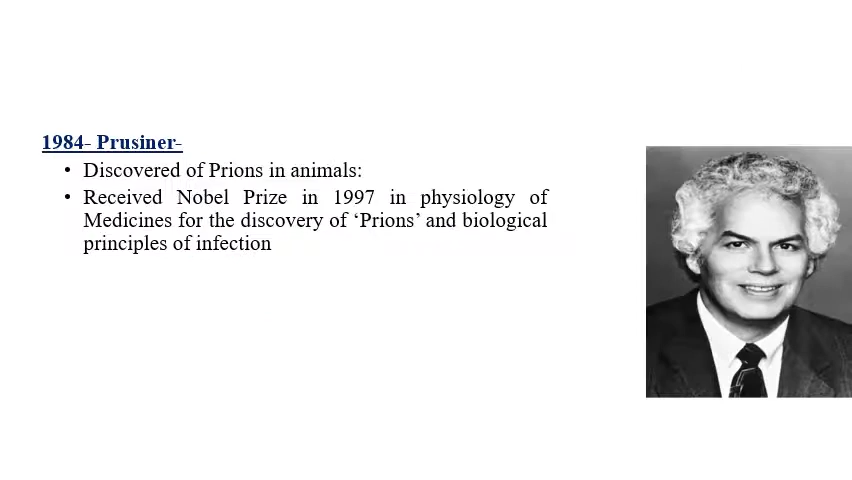 1984- Prusiner-
• Discovered of Prions in animals:
• Received Nobel Prize in 1997 in physiology of
Medicines for the discovery of ‘Prions’ and biological
principles of infection